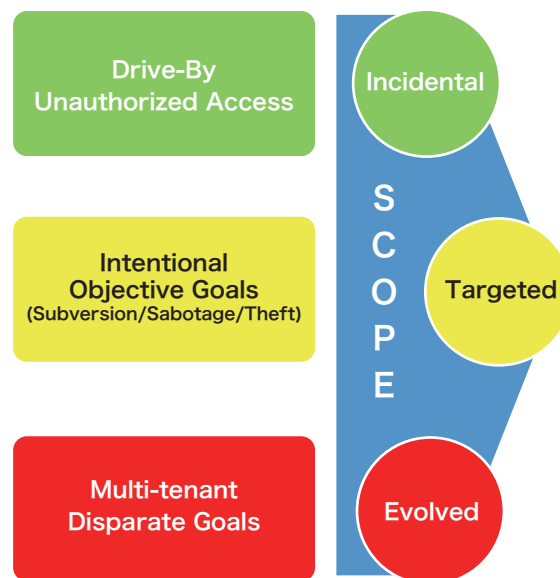 Drive-By
Unauthorized Access
Incidental
S
C
O
P
E
Intentional
Objective Goals
(Subversion/Sabotage/Theft)
Targeted
Multi-tenant
Disparate Goals
Evolved